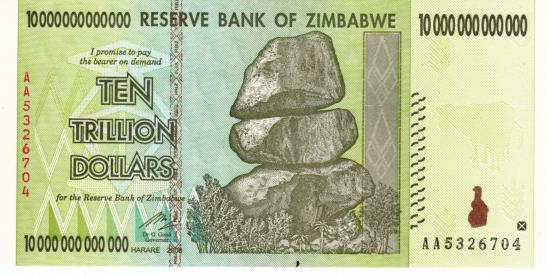 10000000000000 RESERVE BANK OF ZIMBABWE 10 000 000 000 000
I promise to pay
the bearer on demand
TEN
TRILLION
DOLLARS
for the Reserve Bank of Zimbabwe
Dr G. Gono
Governor
HARARE 2008
10 000 000 000 000
AA5326704
AA5326704